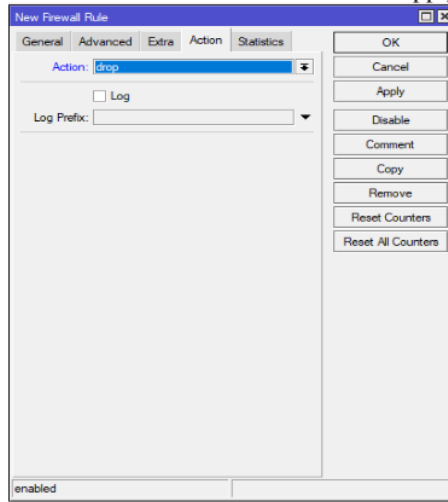 New Firewall Rule
General Advanced Extra Action Statistics
Action: drop
Log
Log Prefix:
OK
Cancel
Apply
Disable
Comment
Copy
Remove
Reset Counters
Reset All Counters
enabled